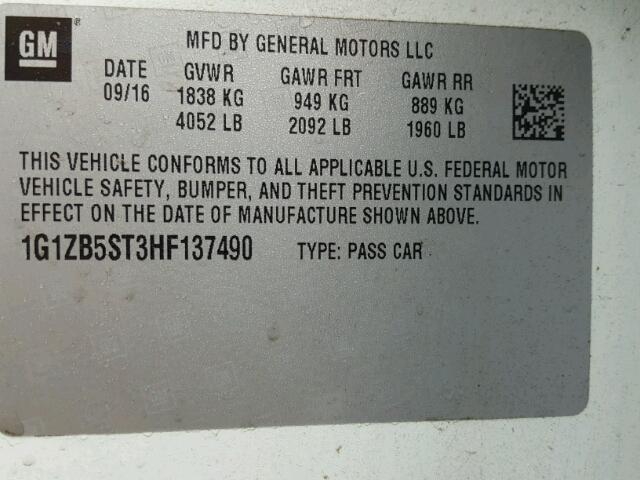 GM®
MFD BY GENERAL MOTORS LLC
DATE GVWR GAWR FRT GAWR RR
09/16 1838 KG 949 KG 889 KG
4052 LB 2092 LB 1960 LB
THIS VEHICLE CONFORMS TO ALL APPLICABLE U.S. FEDERAL MOTOR
VEHICLE SAFETY, BUMPER, AND THEFT PREVENTION STANDARDS IN
EFFECT ON THE DATE OF MANUFACTURE SHOWN ABOVE.
1G1ZB5ST3HF137490 TYPE: PASS CAR